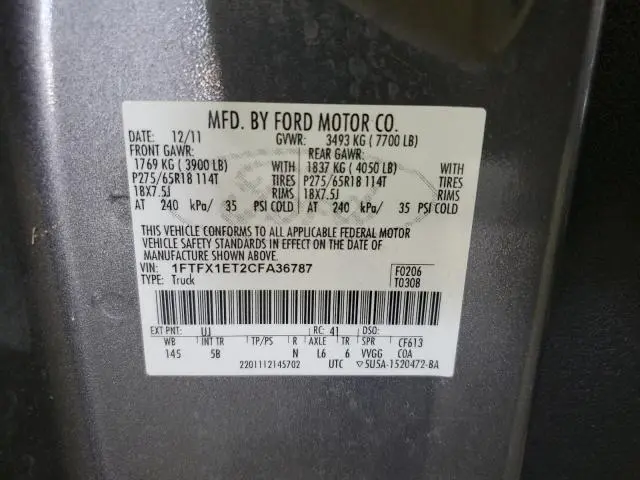 MFD. BY FORD MOTOR CO.
DATE: 12/11 GVWR: 3493 KG ( 7700 LB)
FRONT GAWR: REAR GAWR:
1769 KG ( 3900 LB) WITH 1837 KG ( 4050 LB) WITH
P275/65R18 114T TIRES P275/65R18 114T TIRES
18X7.5J RIMS 18X7.5J RIMS
AT 240 kPa/ 35 PSI COLD AT 240 kPa/ 35 PSI COLD
THIS VEHICLE CONFORMS TO ALL APPLICABLE FEDERAL MOTOR
VEHICLE SAFETY STANDARDS IN EFFECT ON THE DATE OF
MANUFACTURE SHOWN ABOVE.
VIN: 1FTFX1ET2CFA36787 F0206
TYPE: Truck T0308
EXT PNT: UJ RC: 41 DSO:
WB INT TR TP/PS R AXLE TR SPR CF613
145 5B N L6 6 VVGG COA
2201112145702 UTC ▽5U5A-1520472-BA